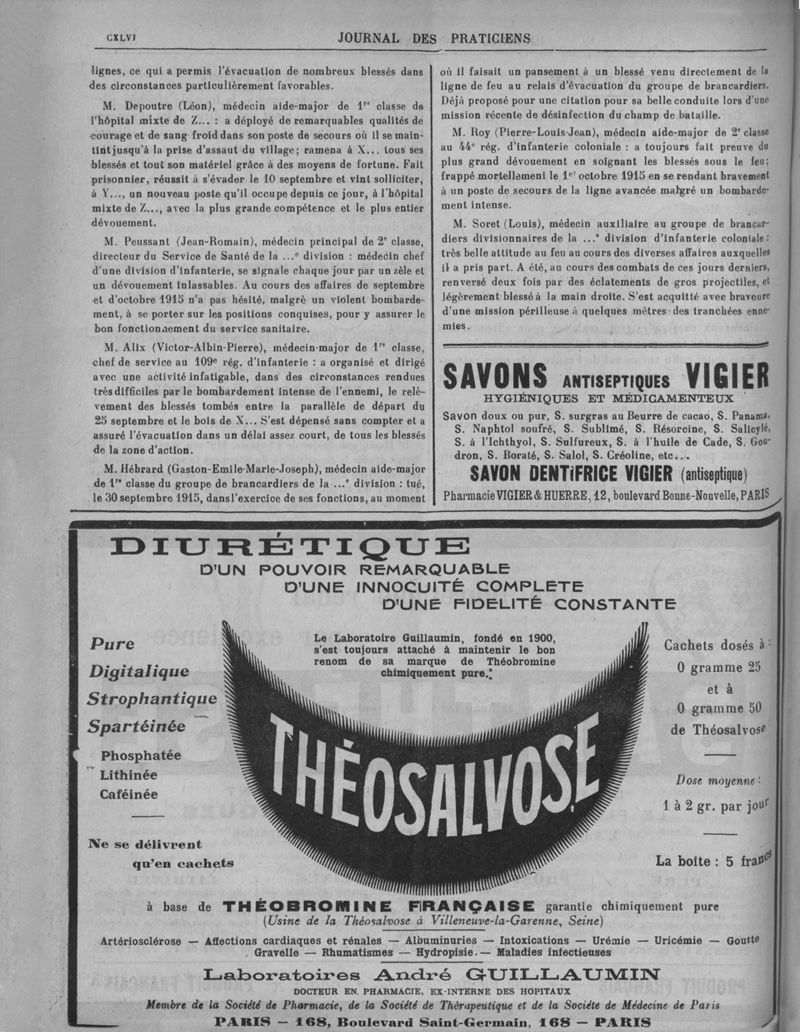 CXLVI
JOURNAL DES PRATICIENS
lignes, ce qui a permis l'évacuation de nombreux blessés dans
des circonstances particulièrement favorables.
M. Depoutre (Léon), médecin aide-major de 1re classe de
l'hôpital mixte de Z... : a déployé de remarquables qualités de
courage et de sang-froid dans son poste de secours où il se main-
tint jusqu'à la prise d'assaut du village; ramena à X... tous ses
blessés et tout son matériel grâce à des moyens de fortune. Fait
prisonnier, réussit à s'évader le 10 septembre et vint solliciter,
à Y..., un nouveau poste qu'il occupe depuis ce jour, à l'hôpital
mixte de Z..., avec la plus grande compétence et le plus entier
dévouement.
M. Peussant (Jean-Romain), médecin principal de 2e classe,
directeur du Service de Santé de la ...e division : médecin chef
d'une division d'infanterie, se signale chaque jour par un zèle et
un dévouement inlassables. Au cours des affaires de septembre
et d'octobre 1915 n'a pas hésité, malgré un violent bombarde-
ment, à se porter sur les positions conquises, pour y assurer le
bon fonctionnement du service sanitaire.
M. Alix (Victor-Albin-Pierre), médecin-major de 1re classe,
chef de service au 109e rég. d'infanterie : a organisé et dirigé
avec une activité infatigable, dans des circonstances rendues
très difficiles par le bombardement intense de l'ennemi, le relè-
vement des blessés tombés entre la parallèle de départ du
25 septembre et le bois de X... S'est dépensé sans compter et a
assuré l'évacuation dans un délai assez court, de tous les blessés
de la zone d'action.
M. Hébrard (Gaston-Emile-Marie-Joseph), médecin aide-major
de 1re classe du groupe de brancardiers de la ...e division : tué,
le 30 septembre 1915, dans l'exercice de ses fonctions, au moment
où il faisait un pansement à un blessé venu directement de la
ligne de feu au relais d'évacuation du groupe de brancardiers.
Déjà proposé pour une citation pour sa belle conduite lors d'une
mission récente de désinfection du champ de bataille.
M. Roy (Pierre-Louis-Jean), médecin aide-major de 2e classe
au 44e rég. d'infanterie coloniale : a toujours fait preuve du
plus grand dévouement en soignant les blessés sous le feu;
frappé mortellement le 1er octobre 1915 en se rendant bravement
à un poste de secours de la ligne avancée malgré un bombarde-
ment intense.
M. Soret (Louis), médecin auxiliaire au groupe de brancar-
diers divisionnaires de la ...e division d'infanterie coloniale :
très belle attitude au feu au cours des diverses affaires auxquelles
il a pris part. A été, au cours des combats de ces jours derniers,
renversé deux fois par des éclatements de gros projectiles, et
légèrement blessé à la main droite. S'est acquitté avec bravoure
d'une mission périlleuse à quelques mètres des tranchées enne-
mies.
SAVONS ANTISEPTIQUES VIGIER
HYGIÉNIQUES ET MÉDICAMENTEUX
Savon doux ou pur, S. surgras au Beurre de cacao, S. Panama,
S. Naphtol soufré, S. Sublimé, S. Résorcine, S. Salicylé,
S. à l'Ichthyol, S. Sulfureux, S. à l'huile de Cade, S. Gou-
dron, S. Boraté, S. Salol, S. Créoline, etc...
SAVON DENTIFRICE VIGIER (antiseptique)
Pharmacie VIGIER & HUERRE, 12, boulevard Bonne-Nouvelle, PARIS
DIURÉTIQUE
D'UN POUVOIR REMARQUABLE
D'UNE INNOCUITÉ COMPLETE
D'UNE FIDELITÉ CONSTANTE
Pure
Digitalique
Strophantique
Spartéinée
Phosphatée
Lithinée
Caféinée
Ne se délivrent
qu'en cachets
Le Laboratoire Guillaumin, fondé en 1900,
s'est toujours attaché à maintenir le bon
renom de sa marque de Théobromine
chimiquement pure.
THÉOSALVOSE
Cachets dosés à :
0 gramme 25
et à
0 gramme 50
de Théosalvose
Dose moyenne :
1 à 2 gr. par jour
La boîte : 5 francs
à base de THÉOBROMINE FRANÇAISE garantie chimiquement pure
(Usine de la Théosalvose à Villeneuve-la-Garenne, Seine)
Artériosclérose — Affections cardiaques et rénales — Albuminuries — Intoxications — Urémie — Uricémie — Goutte
Gravelle — Rhumatismes — Hydropisie — Maladies infectieuses
Laboratoires André GUILLAUMIN
DOCTEUR EN PHARMACIE, EX-INTERNE DES HOPITAUX
Membre de la Société de Pharmacie, de la Société de Thérapeutique et de la Société de Médecine de Paris
PARIS — 168, Boulevard Saint-Germain, 168 — PARIS